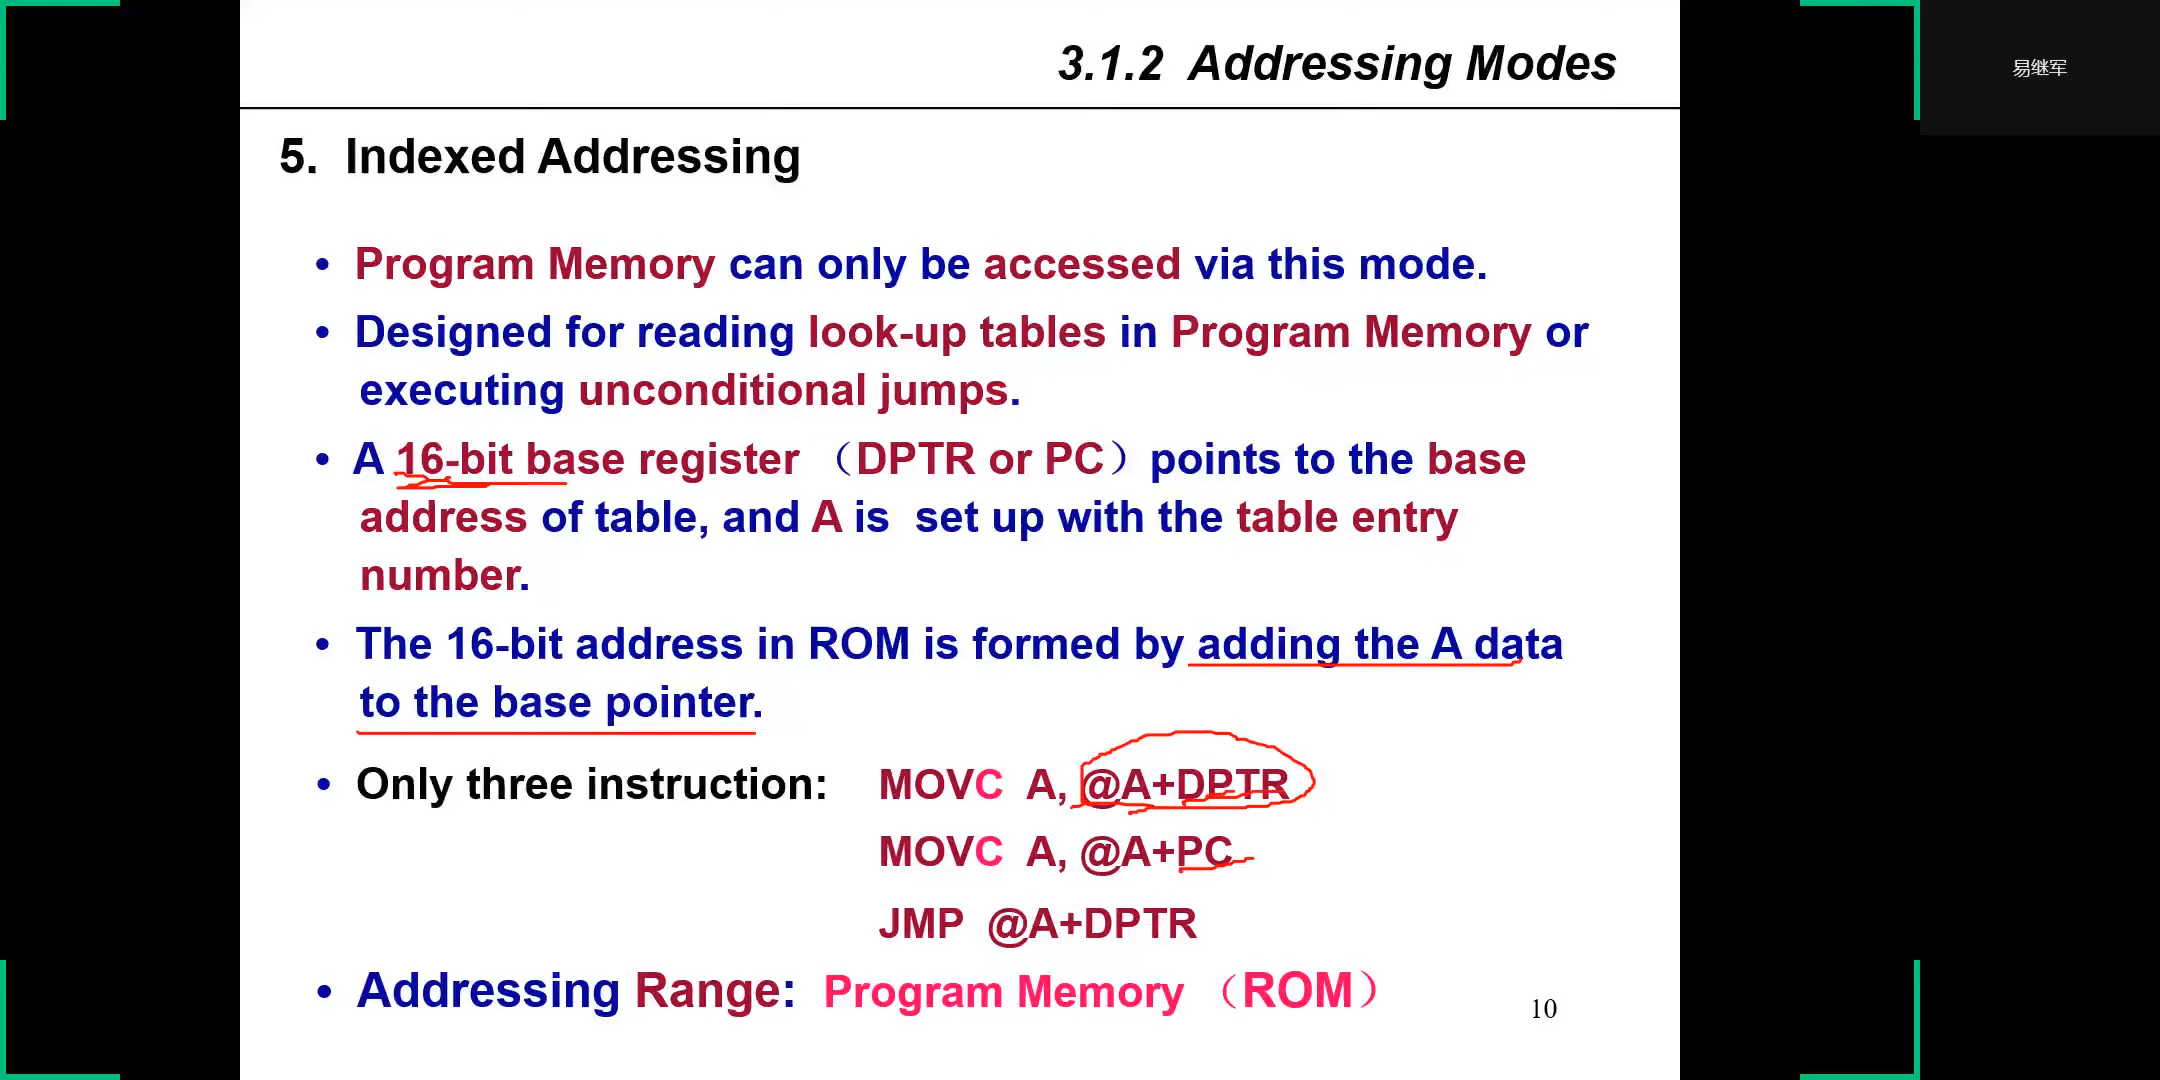 3.1.2 Addressing Modes
易继军
5. Indexed Addressing
• Program Memory can only be accessed via this mode.
• Designed for reading look-up tables in Program Memory or
executing unconditional jumps.
• A 16-bit base register （DPTR or PC）points to the base
address of table, and A is set up with the table entry
number.
• The 16-bit address in ROM is formed by adding the A data
to the base pointer.
• Only three instruction: MOVC A, @A+DPTR
MOVC A, @A+PC
JMP @A+DPTR
• Addressing Range: Program Memory （ROM）
10